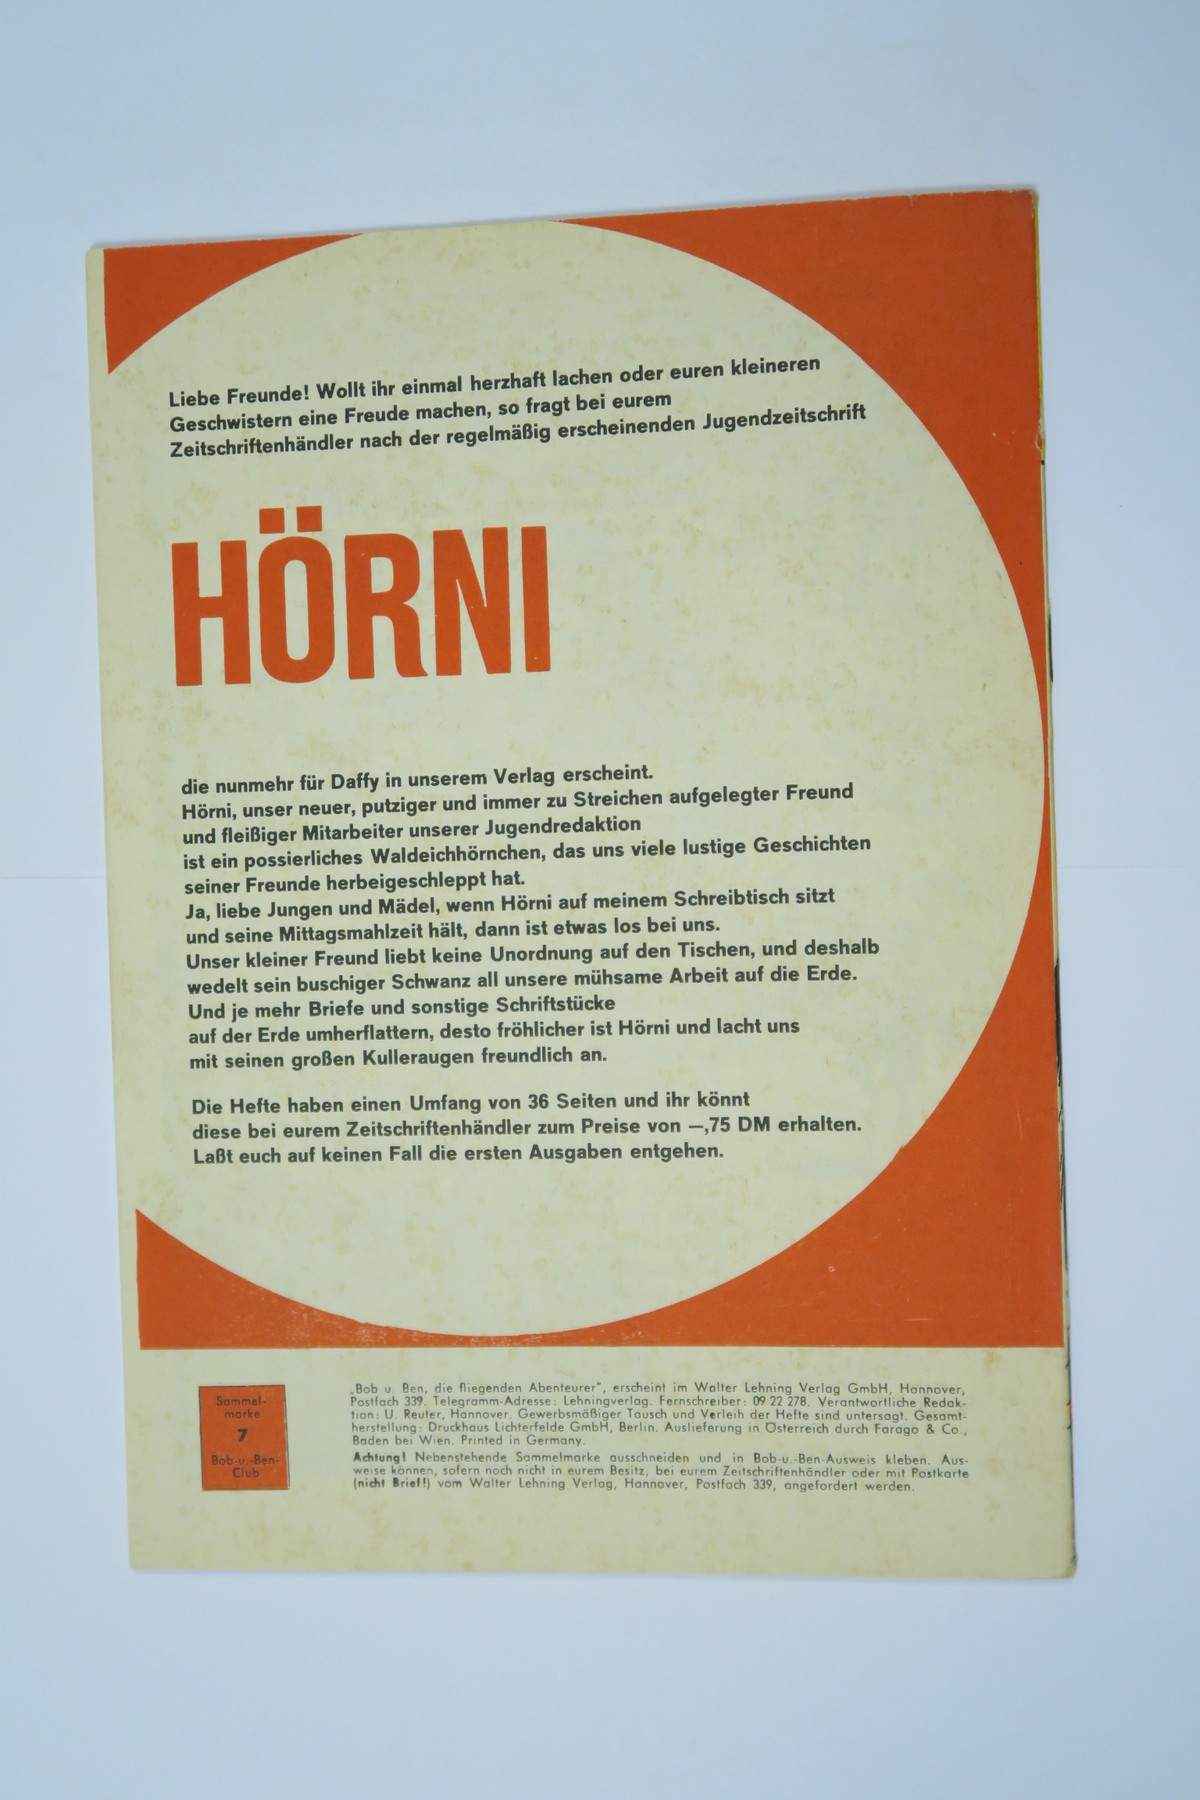 Liebe Freunde! Wollt ihr einmal herzhaft lachen oder euren kleineren
Geschwistern eine Freude machen, so fragt bei eurem
Zeitschriftenhändler nach der regelmäßig erscheinenden Jugendzeitschrift
HÖRNI
die nunmehr für Daffy in unserem Verlag erscheint.
Hörni, unser neuer, putziger und immer zu Streichen aufgelegter Freund
und fleißiger Mitarbeiter unserer Jugendredaktion
ist ein possierliches Waldeichhörnchen, das uns viele lustige Geschichten
seiner Freunde herbeigeschleppt hat.
Ja, liebe Jungen und Mädel, wenn Hörni auf meinem Schreibtisch sitzt
und seine Mittagsmahlzeit hält, dann ist etwas los bei uns.
Unser kleiner Freund liebt keine Unordnung auf den Tischen, und deshalb
wedelt sein buschiger Schwanz all unsere mühsame Arbeit auf die Erde.
Und je mehr Briefe und sonstige Schriftstücke
auf der Erde umherflattern, desto fröhlicher ist Hörni und lacht uns
mit seinen großen Kulleraugen freundlich an.
Die Hefte haben einen Umfang von 36 Seiten und ihr könnt
diese bei eurem Zeitschriftenhändler zum Preise von —,75 DM erhalten.
Laßt euch auf keinen Fall die ersten Ausgaben entgehen.
Sammel-
marke
7
Bob-u.-Ben-
Club
„Bob u. Ben, die fliegenden Abenteurer", erscheint im Walter Lehning Verlag GmbH, Hannover,
Postfach 339. Telegramm-Adresse: Lehningverlag. Fernschreiber: 09 22 278. Verantwortliche Redak-
tion: U. Reuter, Hannover. Gewerbsmäßiger Tausch und Verleih der Hefte sind untersagt. Gesamt-
herstellung: Druckhaus Lichterfelde GmbH, Berlin. Auslieferung in Österreich durch Farago & Co.,
Baden bei Wien. Printed in Germany.
Achtung! Nebenstehende Sammelmarke ausschneiden und in Bob-u.-Ben-Ausweis kleben. Aus-
weise können, sofern noch nicht in eurem Besitz, bei eurem Zeitschriftenhändler oder mit Postkarte
(nicht Brief!) vom Walter Lehning Verlag, Hannover, Postfach 339, angefordert werden.